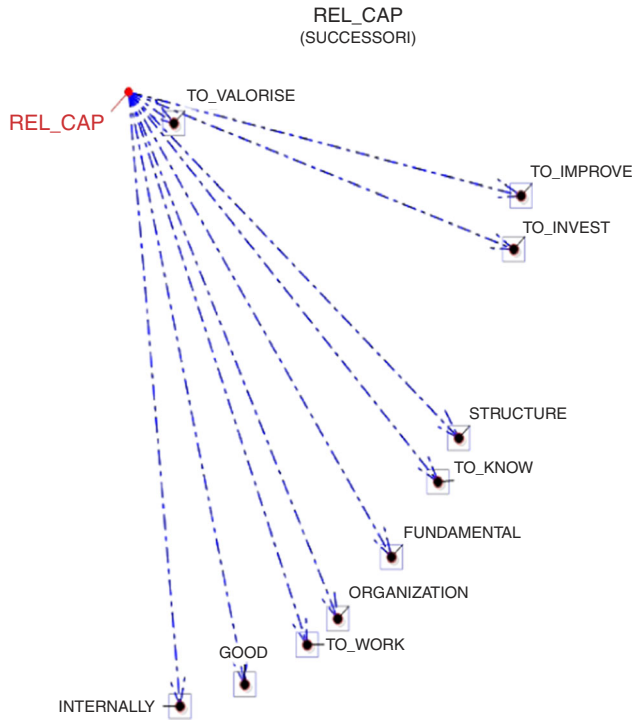 REL_CAP
(SUCCESSORI)
TO_VALORISE
REL_CAP
TO_IMPROVE
TO_INVEST
STRUCTURE
TO_KNOW
FUNDAMENTAL
ORGANIZATION
TO_WORK
GOOD
INTERNALLY